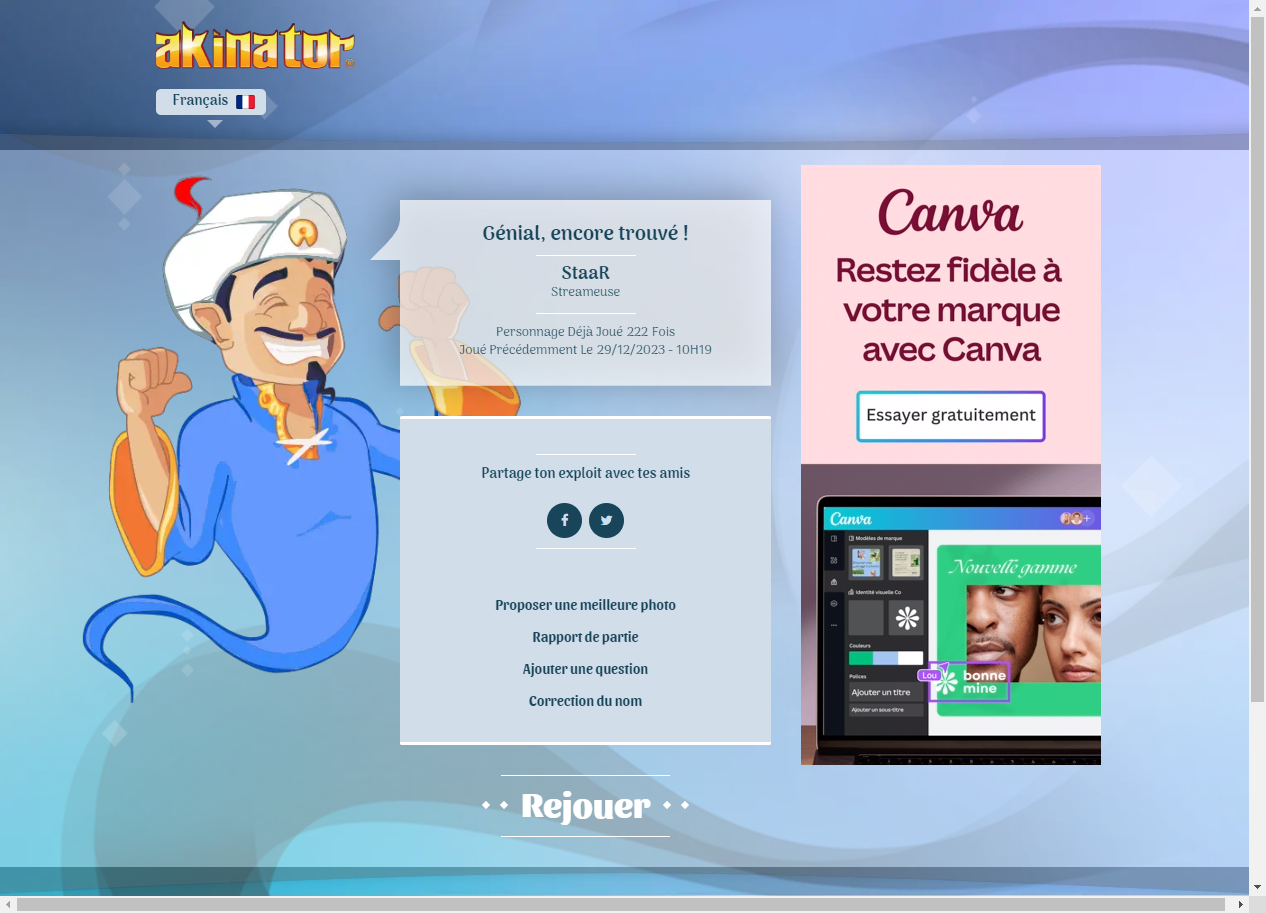 akinator
Français
Génial, encore trouvé !
StaaR
Streameuse
Personnage Déjà Joué 222 Fois
Joué Précédemment Le 29/12/2023 - 10H19
Partage ton exploit avec tes amis
Proposer une meilleure photo
Rapport de partie
Ajouter une question
Correction du nom
Rejouer
Canva
Restez fidèle à
votre marque
avec Canva
Essayer gratuitement
Canva
Modèles de marque
Nouvelle gamme
Identité visuelle Co
Couleurs
Lou
bonne
mine
Polices
Ajouter un titre
Ajouter un sous-titre